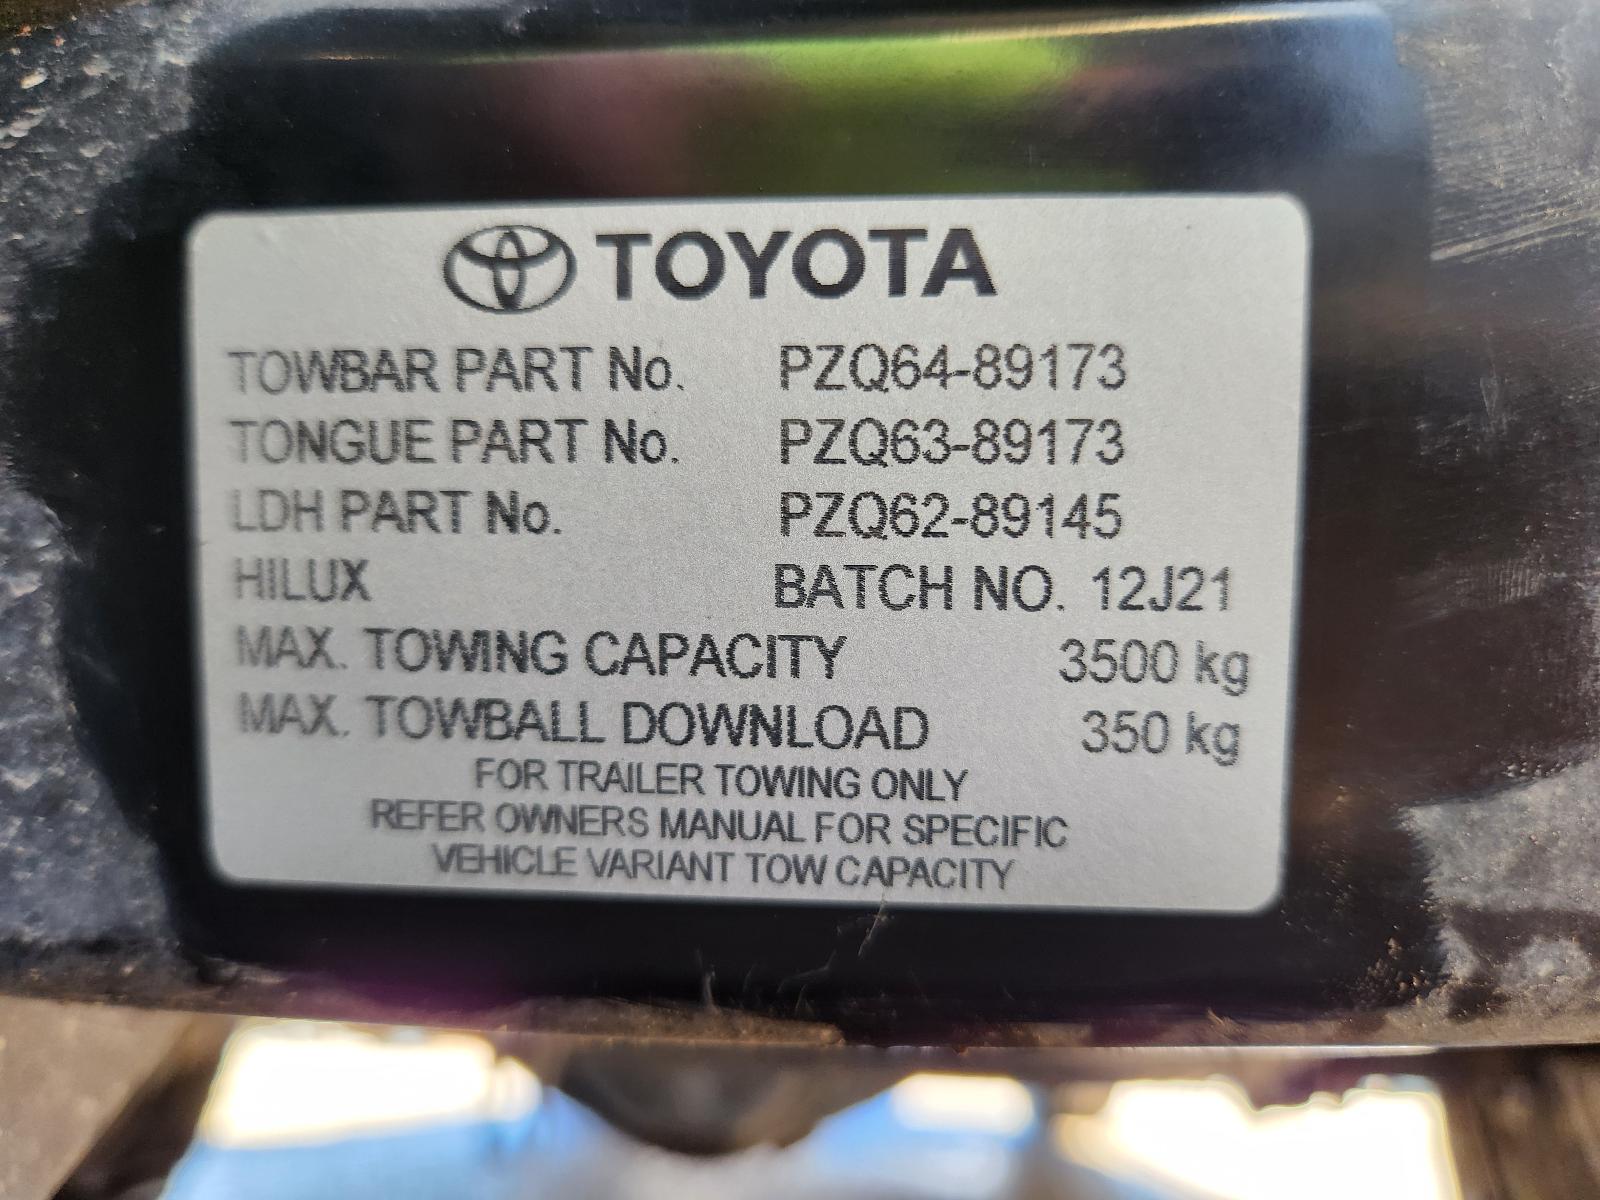 TOYOTA
TOWBAR PART No. PZQ64-89173
TONGUE PART No. PZQ63-89173
LDH PART No. PZQ62-89145
HILUX BATCH NO. 12J21
MAX. TOWING CAPACITY 3500 kg
MAX. TOWBALL DOWNLOAD 350 kg
FOR TRAILER TOWING ONLY
REFER OWNERS MANUAL FOR SPECIFIC
VEHICLE VARIANT TOW CAPACITY